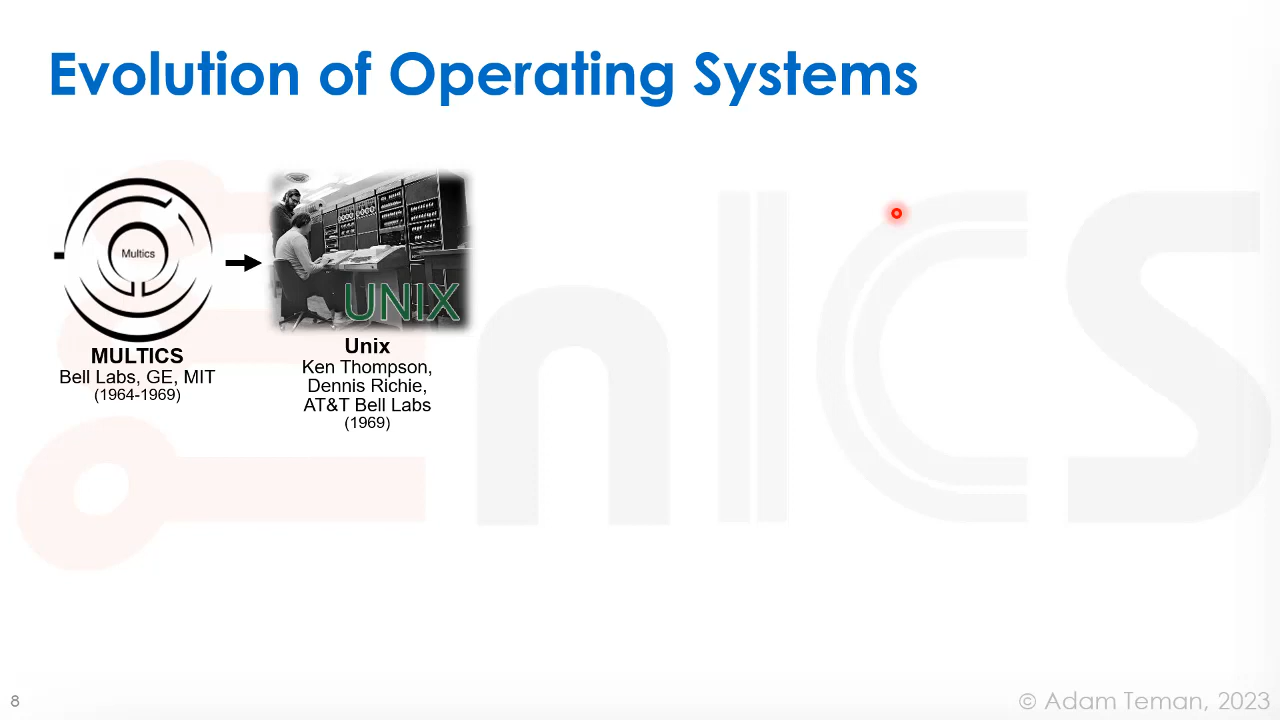 Evolution of Operating Systems
Multics
MULTICS
Bell Labs, GE, MIT
(1964-1969)
UNIX
Unix
Ken Thompson,
Dennis Richie,
AT&T Bell Labs
(1969)
EnICS
8
© Adam Teman, 2023